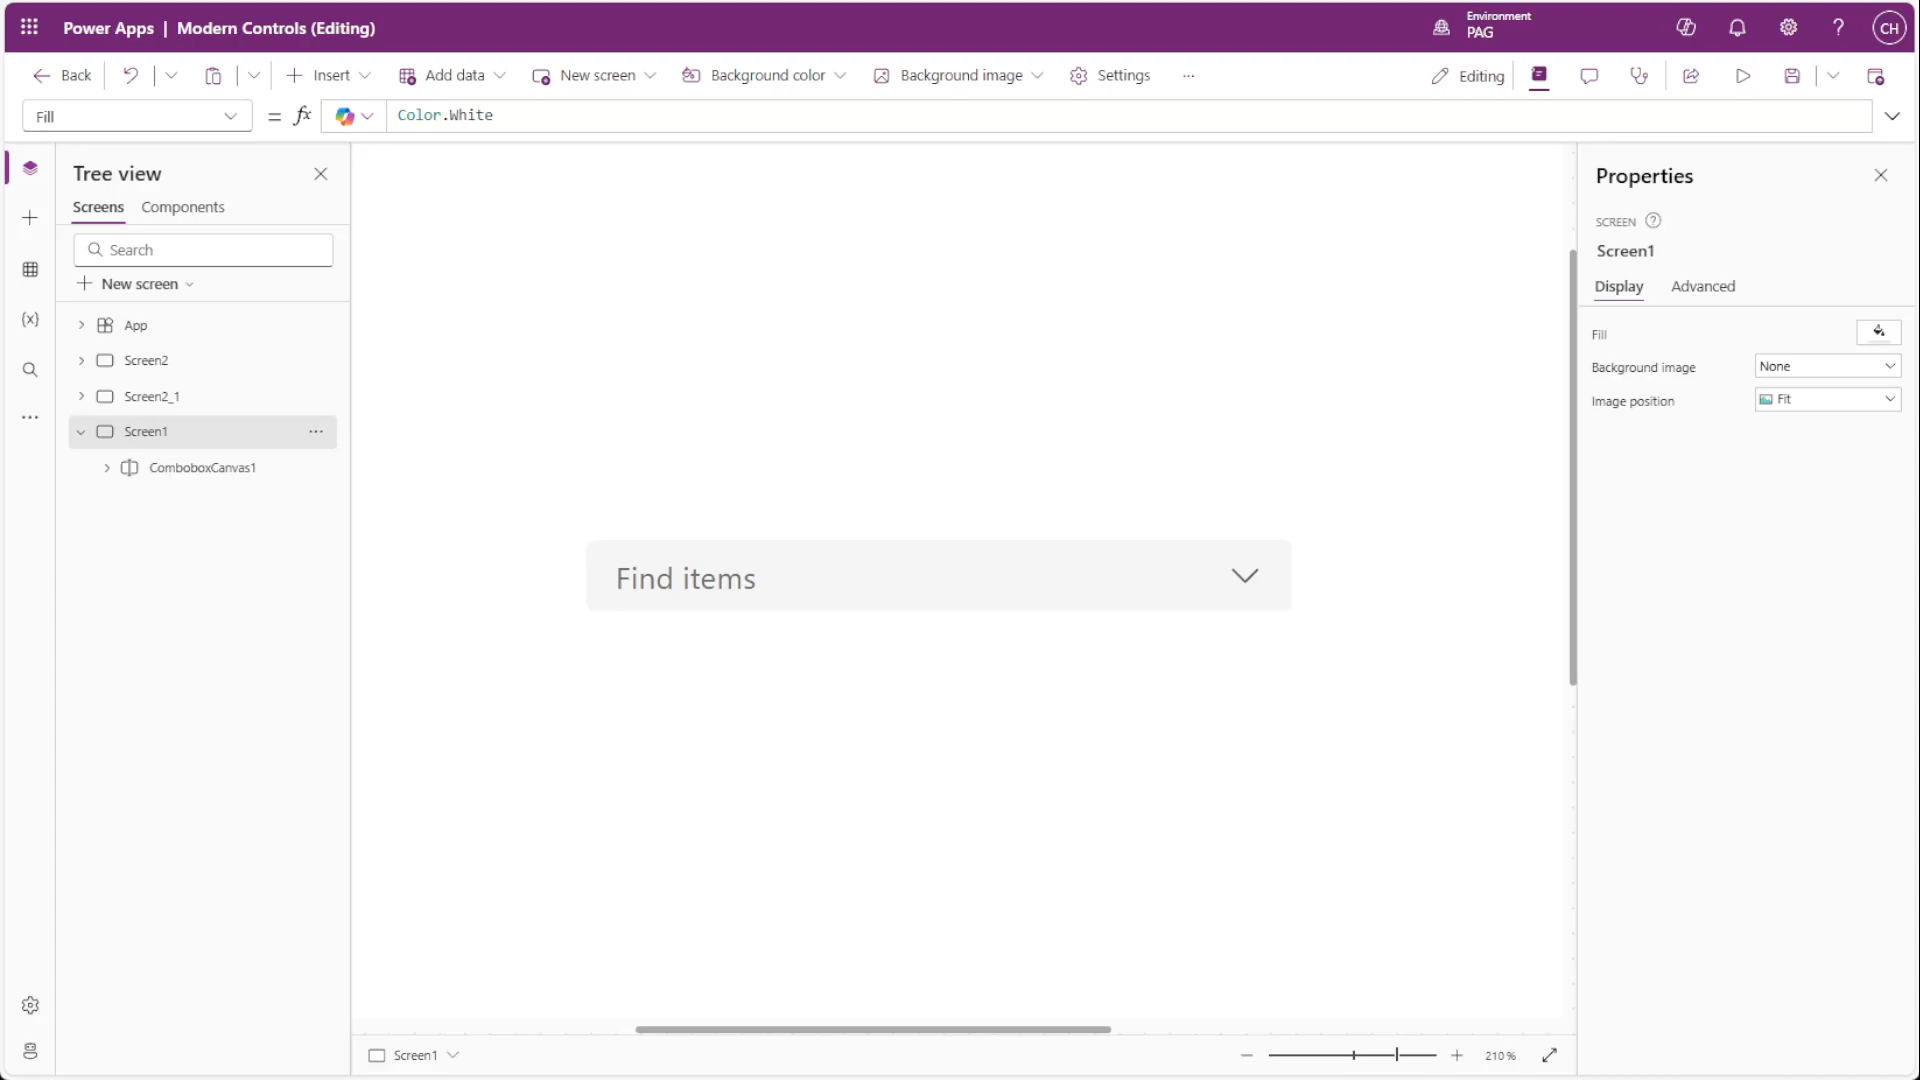 Power Apps | Modern Controls (Editing)
Environment
PAG
CH
Back
Insert
Add data
New screen
Background color
Background image
Settings
...
Editing
Fill
= fx
Color.White
Tree view
Screens
Components
Search
New screen
App
Screen2
Screen2_1
Screen1
...
ComboboxCanvas1
Find items
Properties
SCREEN
Screen1
Display
Advanced
Fill
Background image
None
Image position
Fit
Screen1
210 %